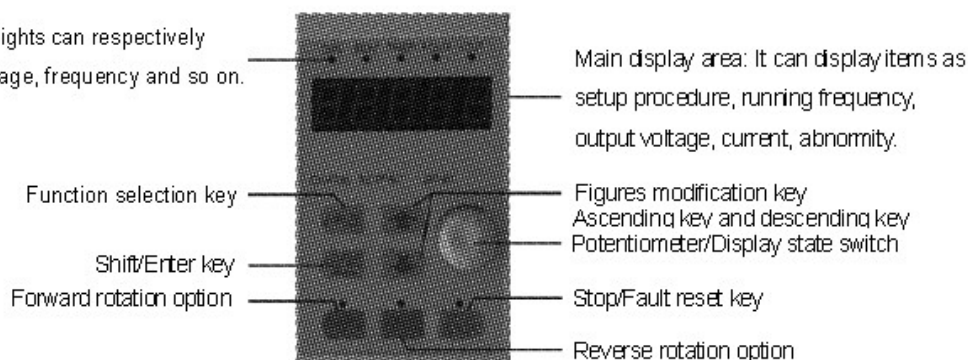 ights can respectively
age, frequency and so on.
Main display area: It can display items as
setup procedure, running frequency,
output voltage, current, abnormity.
Function selection key
Figures modification key
Ascending key and descending key
Potentiometer/Display state switch
Shift/Enter key
Forward rotation option
Stop/Fault reset key
Reverse rotation option